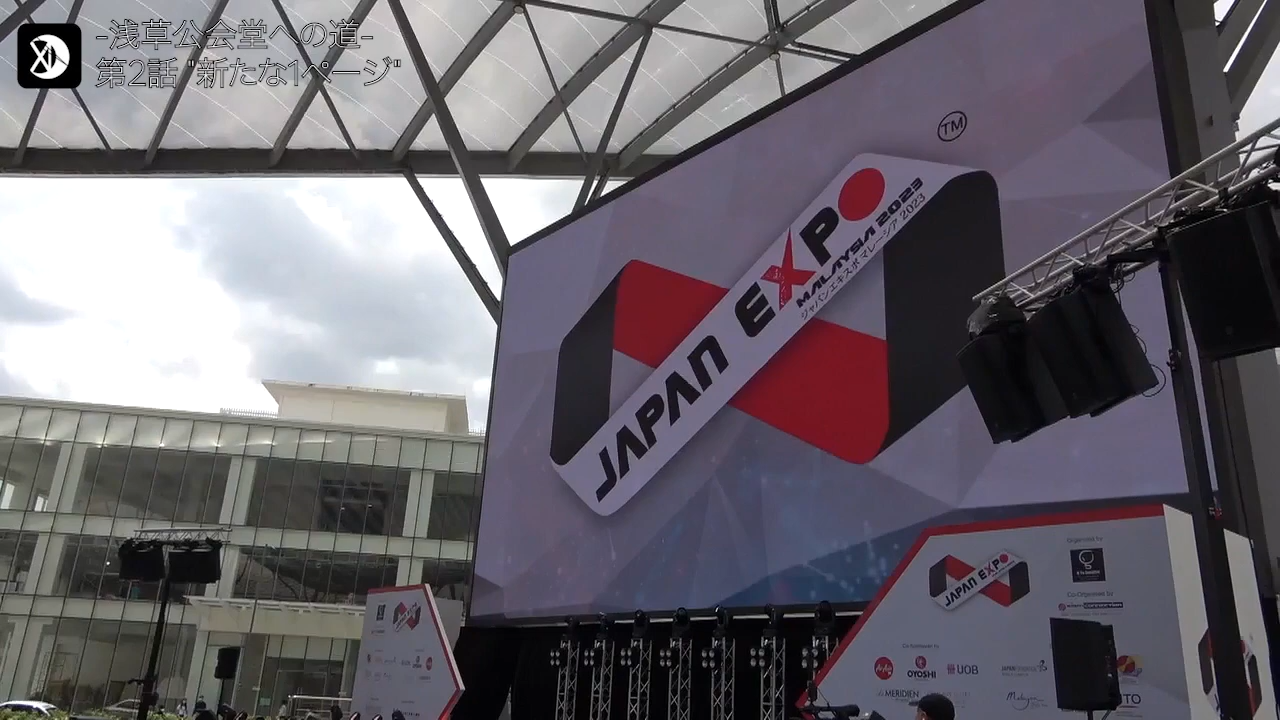 -浅草公会堂への道-
第2話 "新たな1ページ"
TM
JAPAN EXPO
MALAYSIA 2023
ジャパンエキスポ マレーシア 2023
JAPAN EXPO
Organised by
OYOSHI
UOB
MERIDIEN